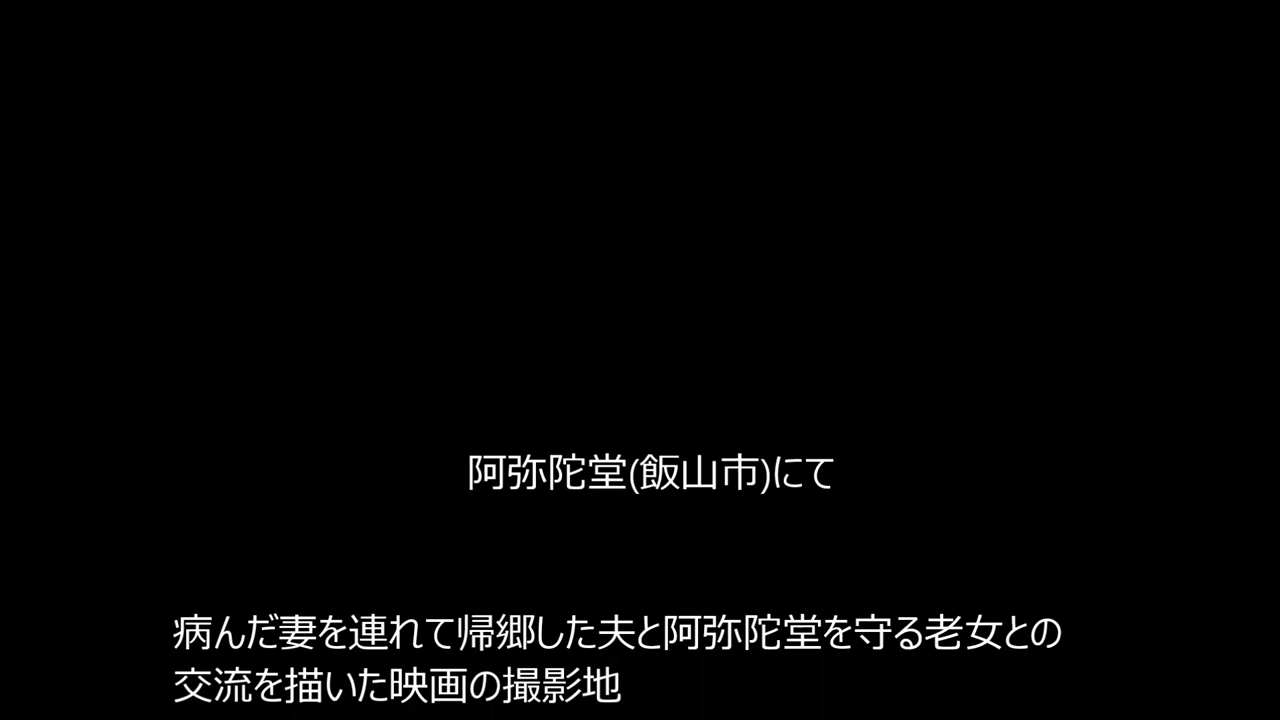 阿弥陀堂(飯山市)にて
病んだ妻を連れて帰郷した夫と阿弥陀堂を守る老女との
交流を描いた映画の撮影地